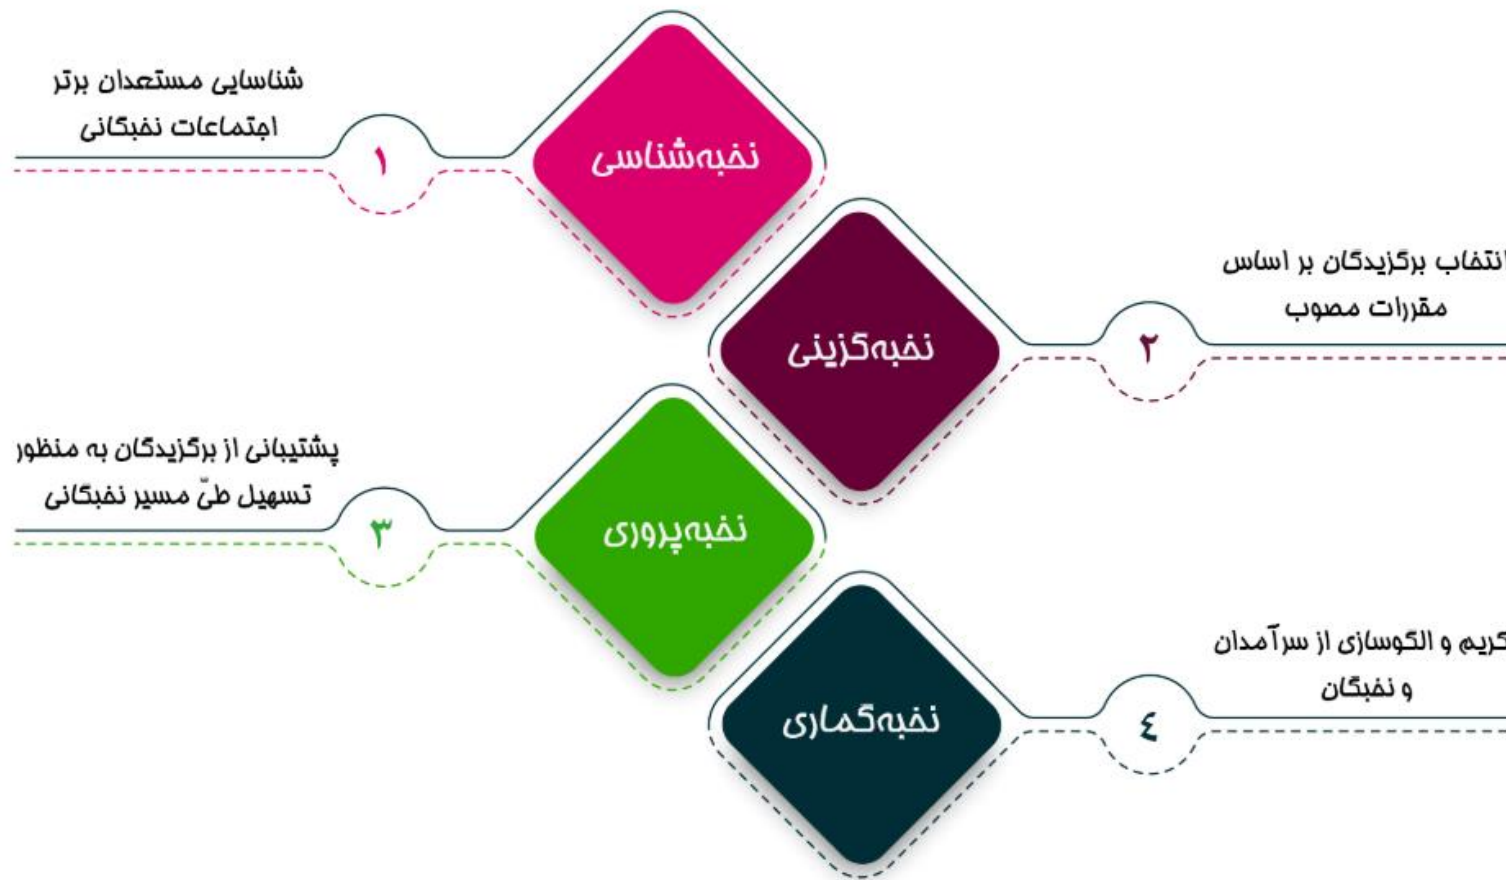 شناسایی مستعدان برتر
اجتماعات نخبگانی
۱
نخبه‌شناسی
نخبه‌گزینی
۲
انتخاب برگزیدگان بر اساس
مقررات مصوب
پشتیبانی از برگزیدگان به منظور
تسهیل طیّ مسیر نخبگانی
۳
نخبه‌پروری
نخبه‌گماری
٤
کریم و الگوسازی از سرآمدان
و نخبگان